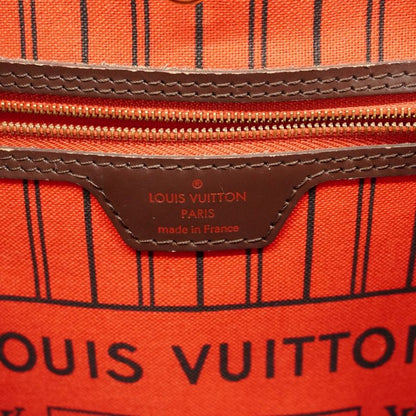 ®
LOUIS VUITTON
PARIS
made in France
OUIS VUITTON